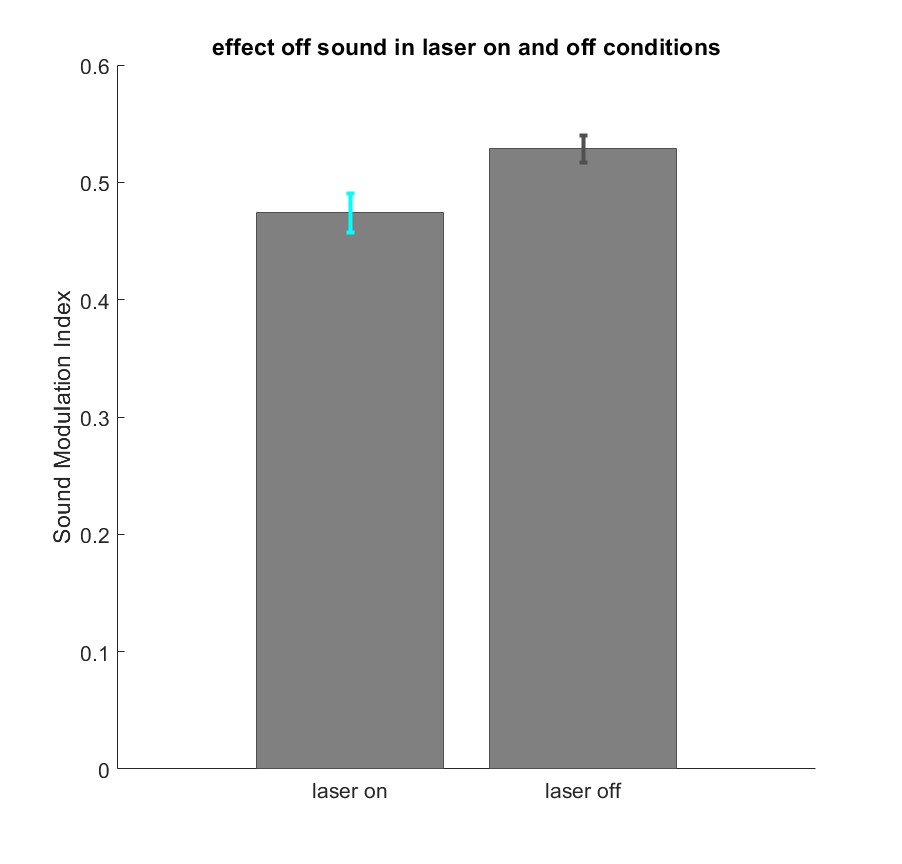 effect off sound in laser on and off conditions
0.6
0.5
0.4
0.3
0.2
0.1
0
Sound Modulation Index
laser on
laser off